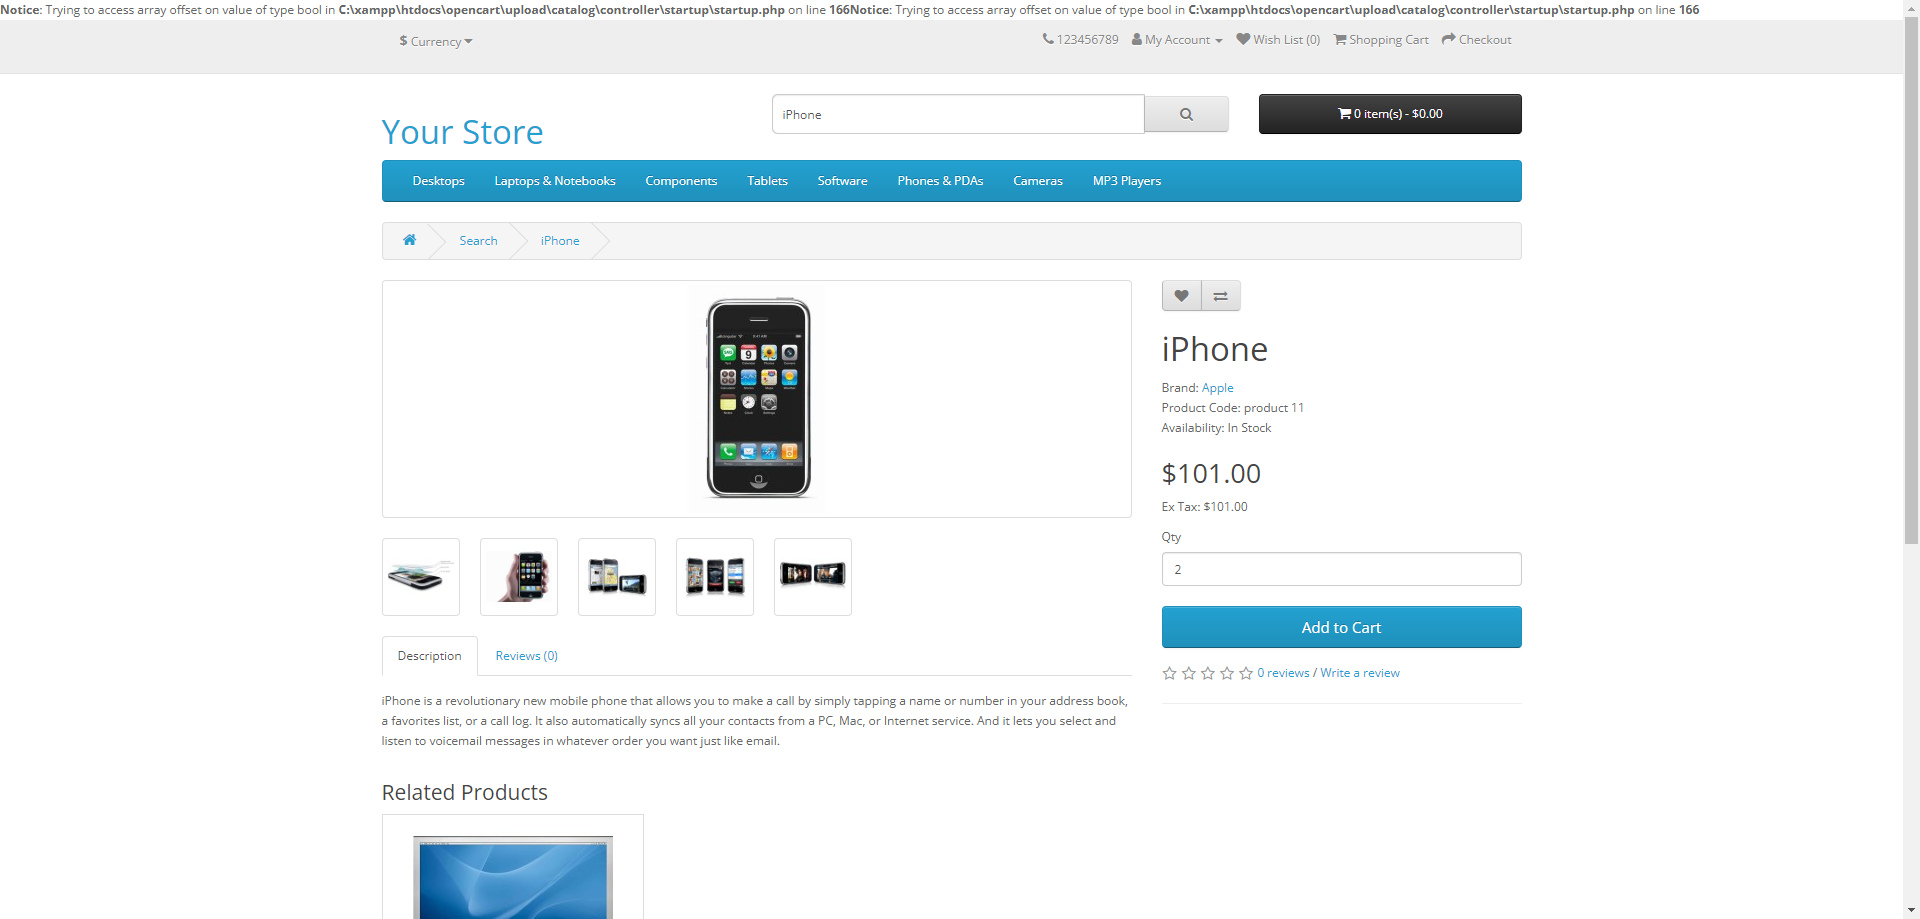 Notice: Trying to access array offset on value of type bool in C:\xampp\htdocs\opencart\upload\catalog\controller\startup\startup.php on line 166Notice: Trying to access array offset on value of type bool in C:\xampp\htdocs\opencart\upload\catalog\controller\startup\startup.php on line 166
$ Currency
123456789 My Account Wish List (0) Shopping Cart Checkout
Your Store
iPhone
0 item(s) - $0.00
Desktops Laptops & Notebooks Components Tablets Software Phones & PDAs Cameras MP3 Players
Search iPhone
iPhone
Brand: Apple
Product Code: product 11
Availability: In Stock
$101.00
Ex Tax: $101.00
Qty
2
Add to Cart
0 reviews / Write a review
Description Reviews (0)
iPhone is a revolutionary new mobile phone that allows you to make a call by simply tapping a name or number in your address book,
a favorites list, or a call log. It also automatically syncs all your contacts from a PC, Mac, or Internet service. And it lets you select and
listen to voicemail messages in whatever order you want just like email.
Related Products